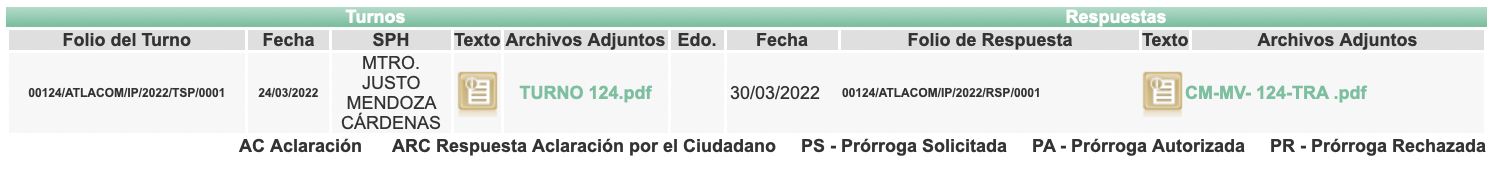 Turnos Respuestas
Folio del Turno Fecha SPH Texto Archivos Adjuntos Edo. Fecha Folio de Respuesta Texto Archivos Adjuntos
00124/ATLACOM/IP/2022/TSP/0001 24/03/2022 MTRO.
JUSTO
MENDOZA
CÁRDENAS TURNO 124.pdf 30/03/2022 00124/ATLACOM/IP/2022/RSP/0001 CM-MV- 124-TRA .pdf
AC Aclaración ARC Respuesta Aclaración por el Ciudadano PS - Prórroga Solicitada PA - Prórroga Autorizada PR - Prórroga Rechazada